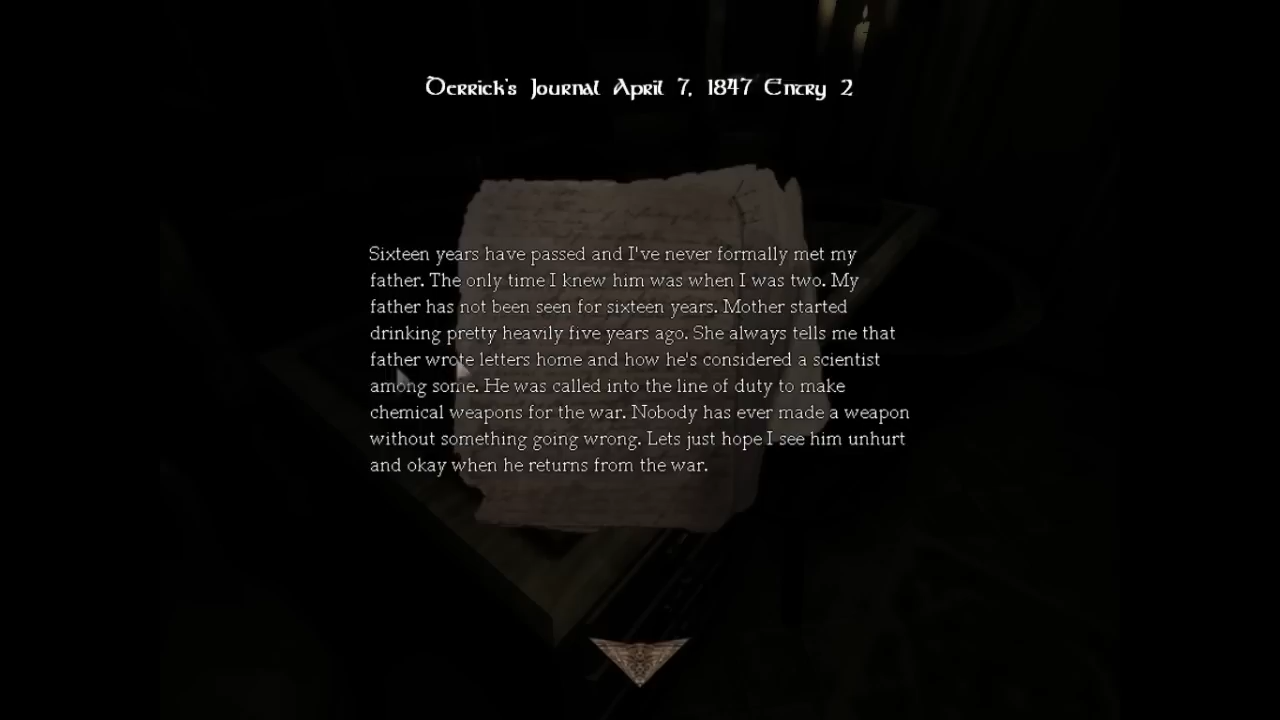 Derrick's Journal April 7, 1847 Entry 2
Sixteen years have passed and I've never formally met my
father. The only time I knew him was when I was two. My
father has not been seen for sixteen years. Mother started
drinking pretty heavily five years ago. She always tells me that
father wrote letters home and how he's considered a scientist
among some. He was called into the line of duty to make
chemical weapons for the war. Nobody has ever made a weapon
without something going wrong. Lets just hope I see him unhurt
and okay when he returns from the war.